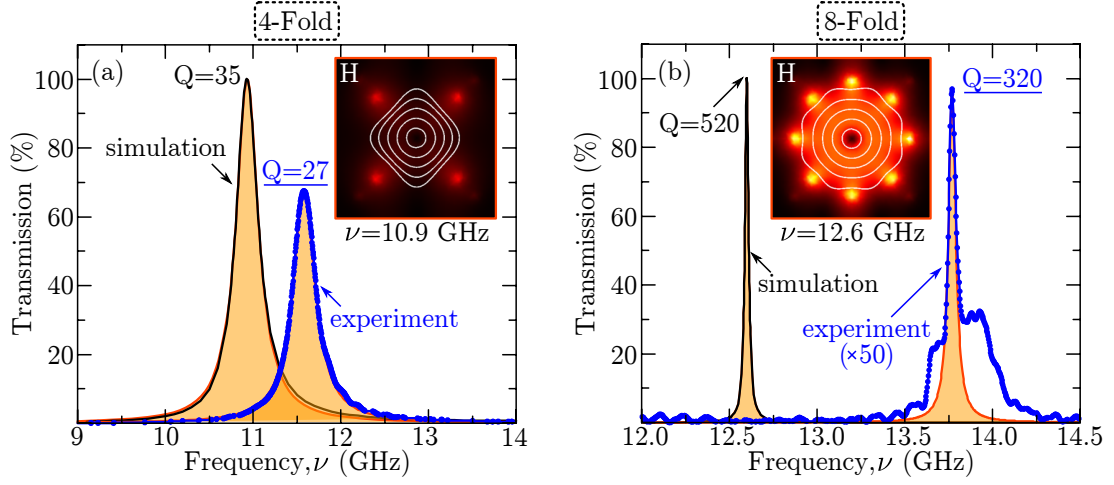 4-Fold
(a)
Q=35
H
simulation
Q=27
ν=10.9 GHz
experiment
Transmission (%)
100
80
60
40
20
9
10
11
12
13
14
Frequency,ν (GHz)
8-Fold
(b)
H
Q=320
Q=520
ν=12.6 GHz
simulation
experiment
(×50)
Transmission (%)
100
80
60
40
20
12.0
12.5
13.0
13.5
14.0
14.5
Frequency,ν (GHz)